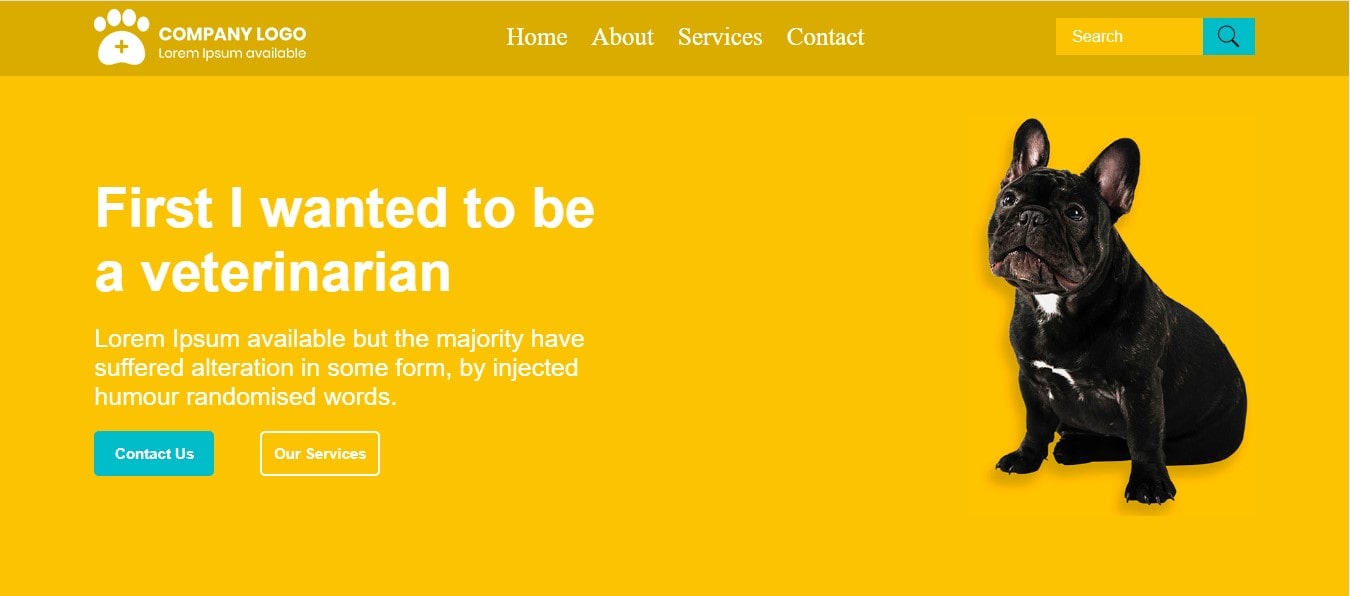 COMPANY LOGO
Lorem Ipsum available
Home About Services Contact
Search
First I wanted to be
a veterinarian
Lorem Ipsum available but the majority have
suffered alteration in some form, by injected
humour randomised words.
Contact Us
Our Services